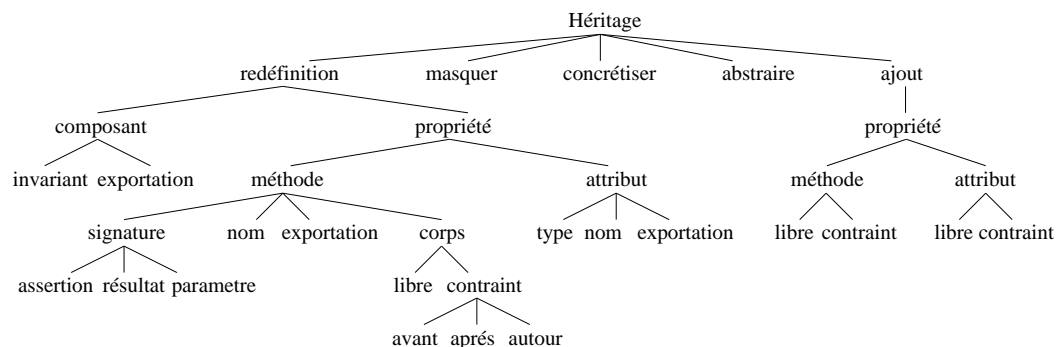 Héritage
redéfinition masquer concrétiser abstraire ajout
composant propriété propriété
invariant exportation méthode attribut méthode attribut
signature nom exportation corps type nom exportation libre contraint libre contraint
assertion résultat parametre libre contraint
avant aprés autour